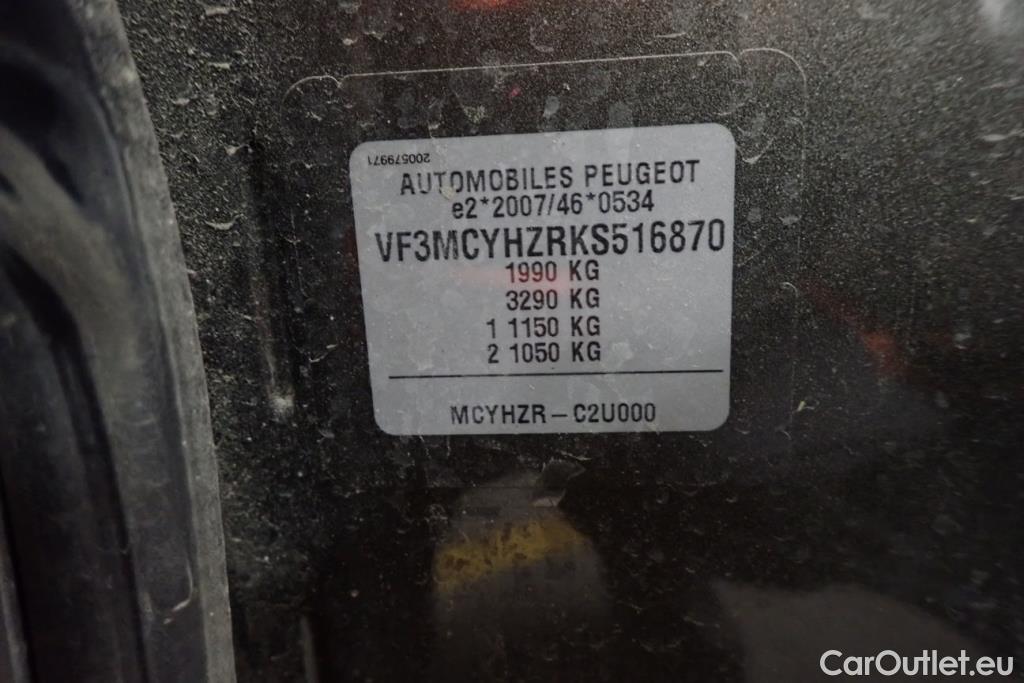 200579971
AUTOMOBILES PEUGEOT
e2*2007/46*0534
VF3MCYHZRKS516870
1990 KG
3290 KG
1 1150 KG
2 1050 KG
MCYHZR – C2U000
CarOutlet.eu